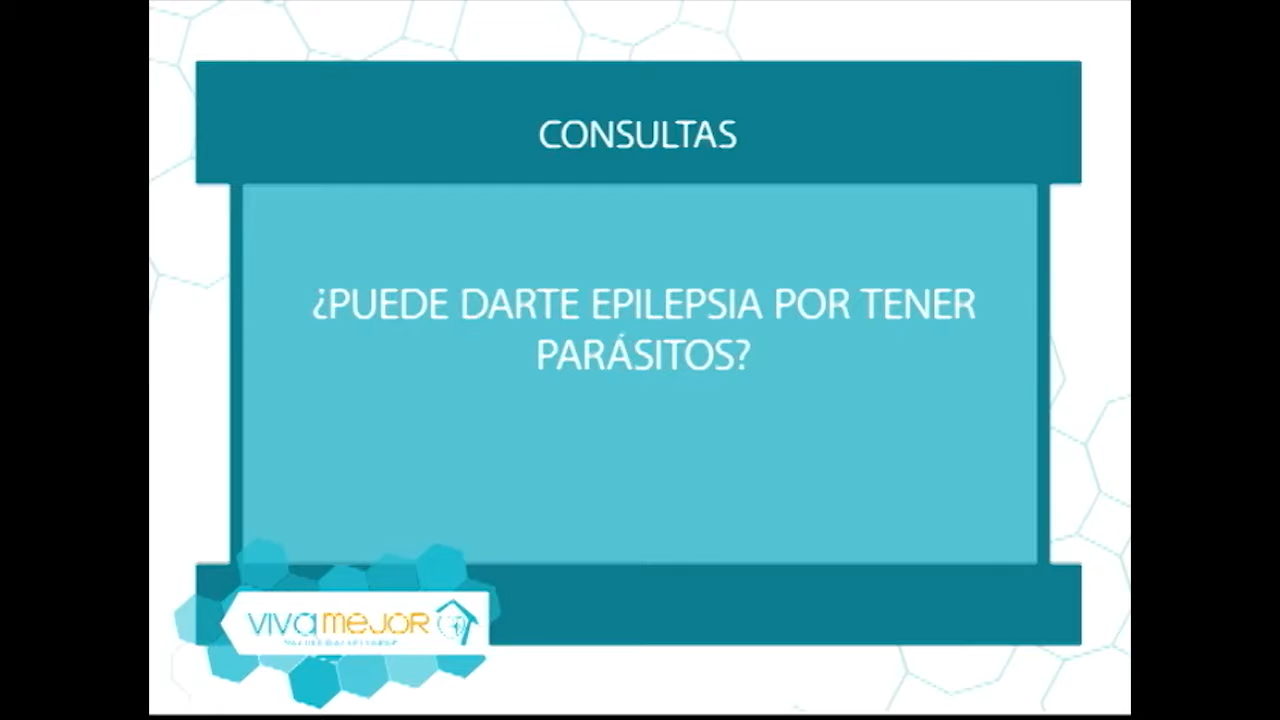 CONSULTAS
¿PUEDE DARTE EPILEPSIA POR TENER
PARÁSITOS?
VIVA MEJOR